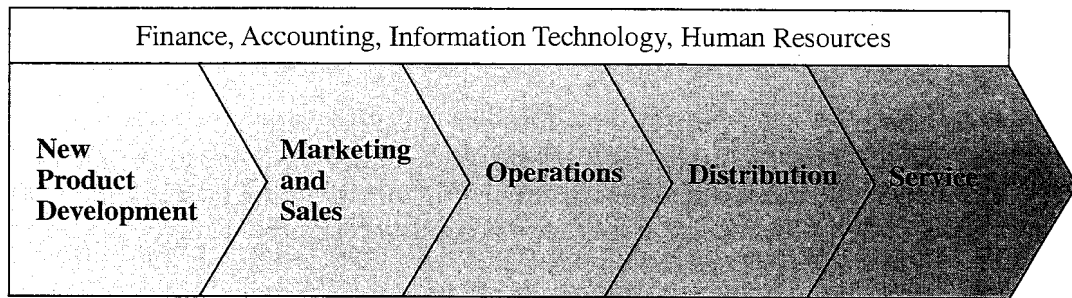 Finance, Accounting, Information Technology, Human Resources
New
Product
Development
Marketing
and
Sales
Operations
Distribution
Service